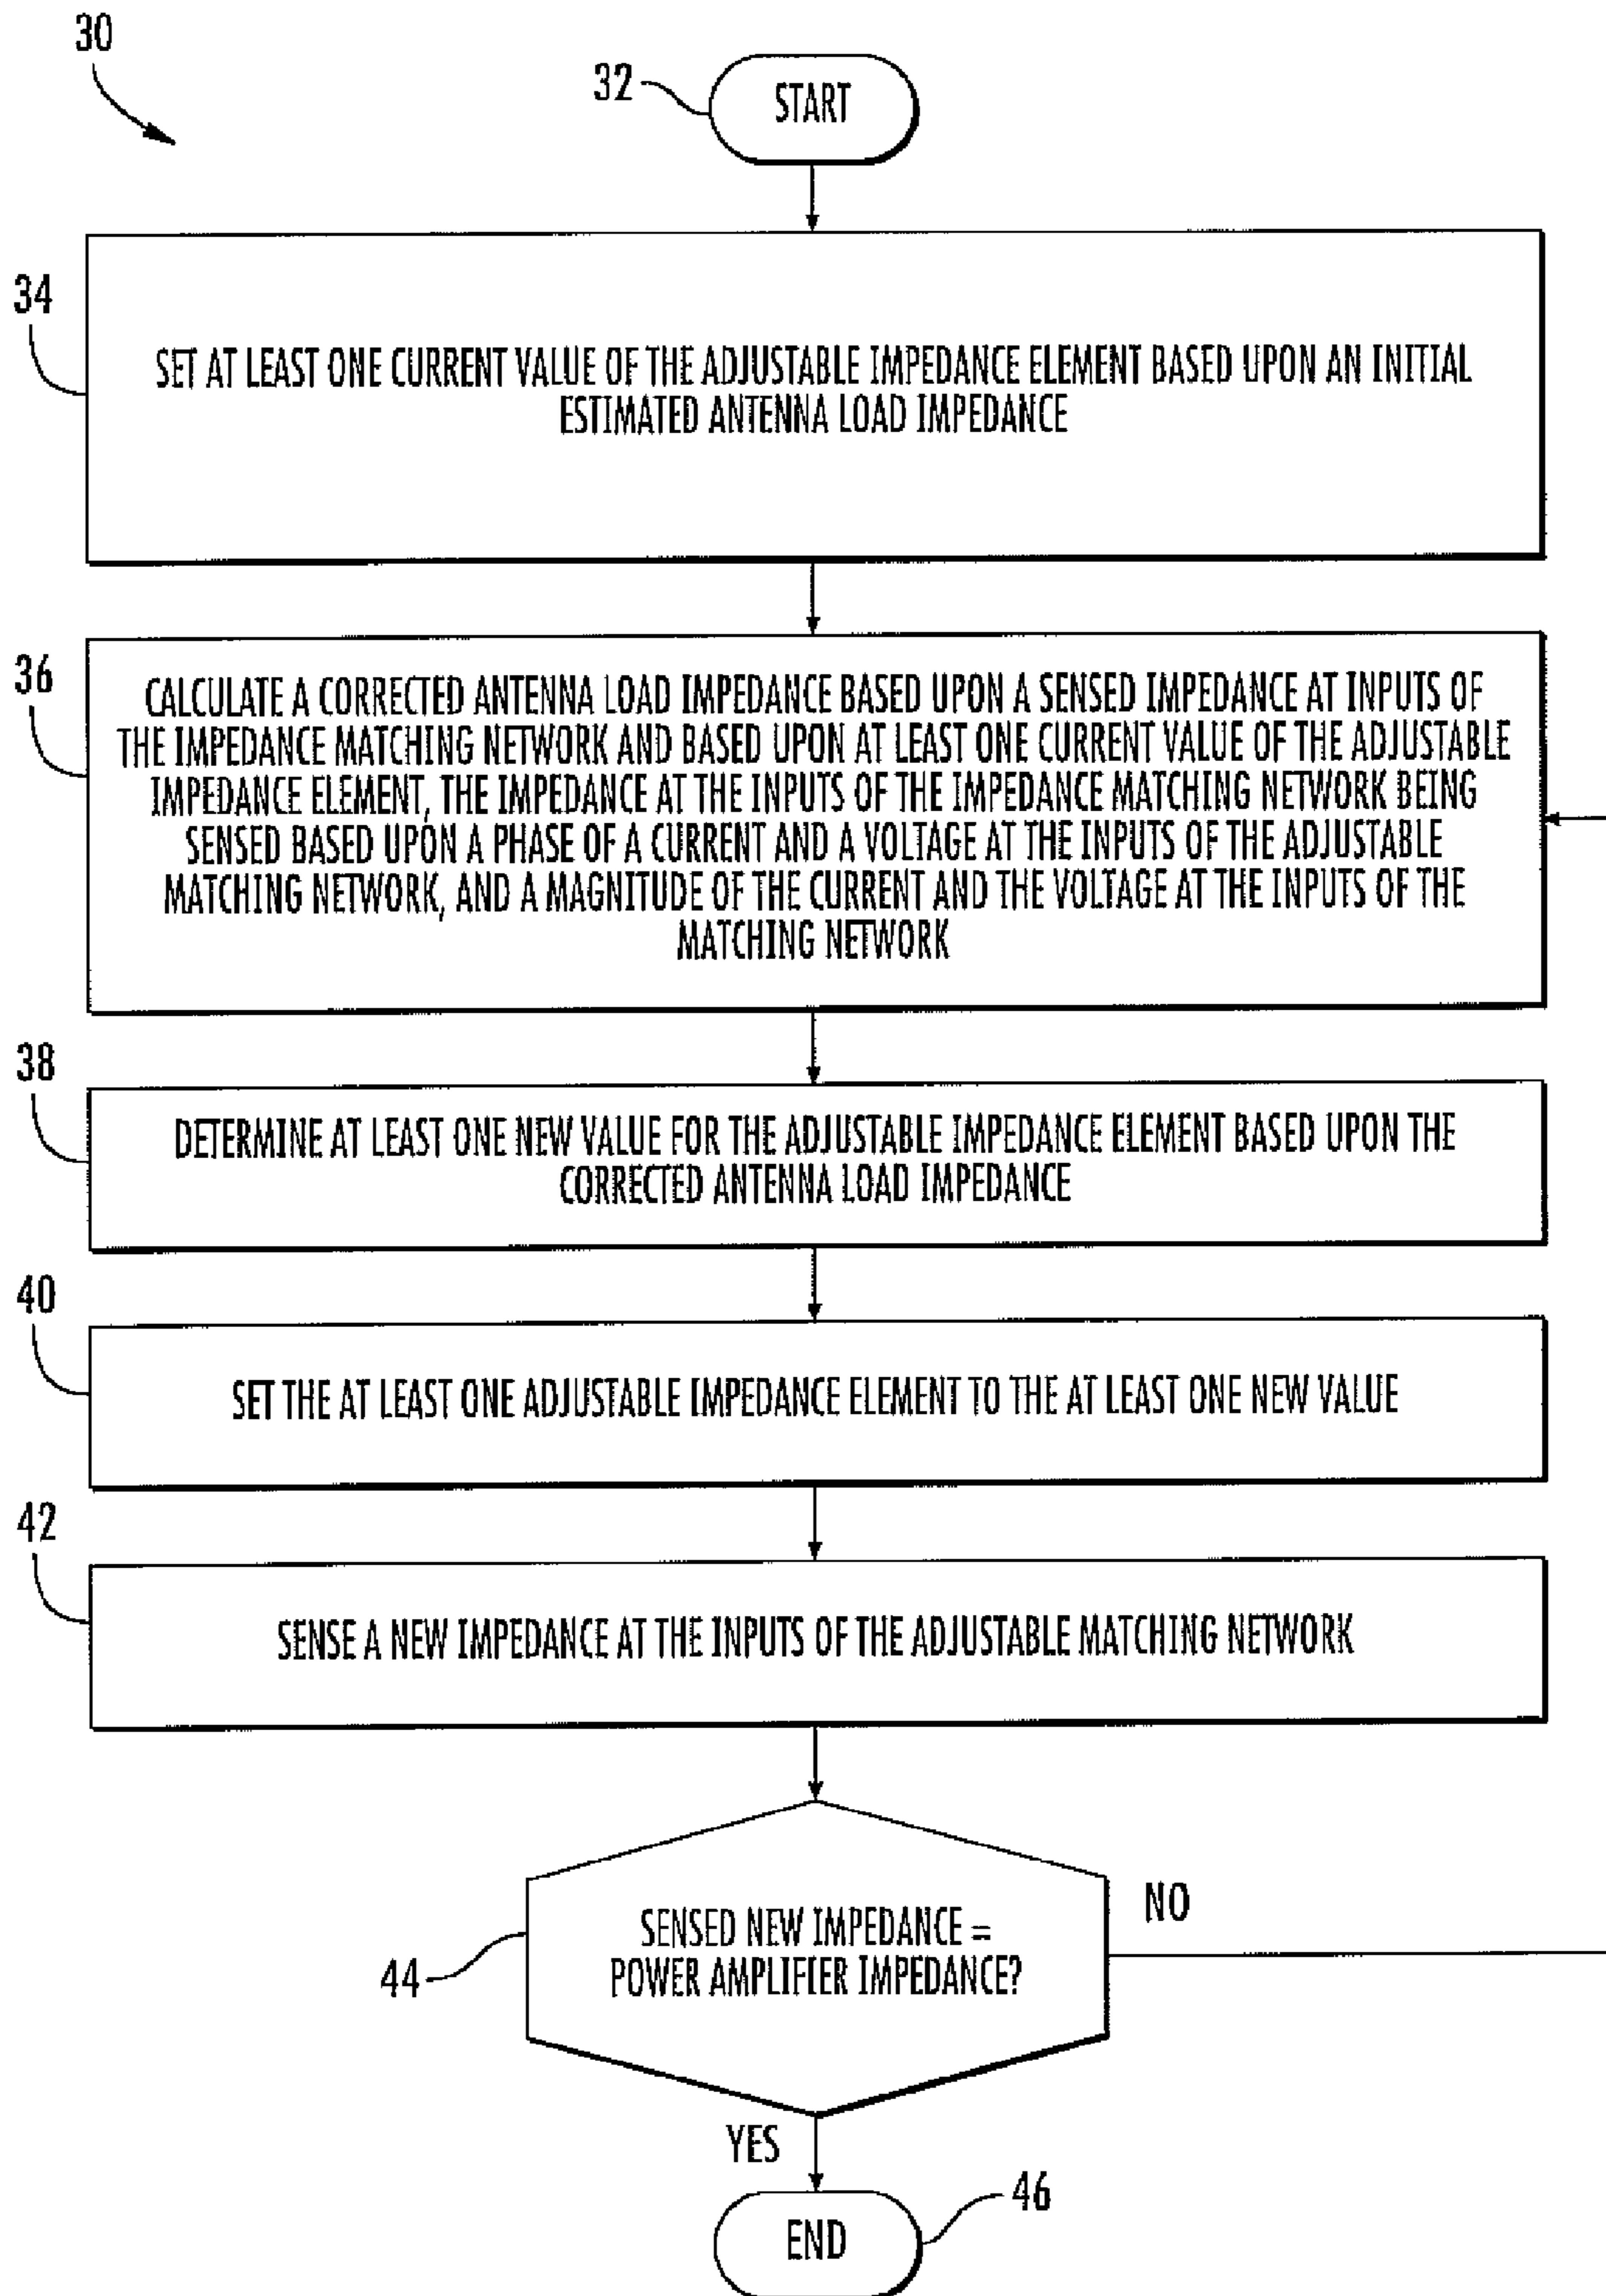 30
32
START
34
SET AT LEAST ONE CURRENT VALUE OF THE ADJUSTABLE IMPEDANCE ELEMENT BASED UPON AN INITIAL
ESTIMATED ANTENNA LOAD IMPEDANCE
36
CALCULATE A CORRECTED ANTENNA LOAD IMPEDANCE BASED UPON A SENSED IMPEDANCE AT INPUTS OF
THE IMPEDANCE MATCHING NETWORK AND BASED UPON AT LEAST ONE CURRENT VALUE OF THE ADJUSTABLE
IMPEDANCE ELEMENT, THE IMPEDANCE AT THE INPUTS OF THE IMPEDANCE MATCHING NETWORK BEING
SENSED BASED UPON A PHASE OF A CURRENT AND A VOLTAGE AT THE INPUTS OF THE ADJUSTABLE
MATCHING NETWORK, AND A MAGNITUDE OF THE CURRENT AND THE VOLTAGE AT THE INPUTS OF THE
MATCHING NETWORK
38
DETERMINE AT LEAST ONE NEW VALUE FOR THE ADJUSTABLE IMPEDANCE ELEMENT BASED UPON THE
CORRECTED ANTENNA LOAD IMPEDANCE
40
SET THE AT LEAST ONE ADJUSTABLE IMPEDANCE ELEMENT TO THE AT LEAST ONE NEW VALUE
42
SENSE A NEW IMPEDANCE AT THE INPUTS OF THE ADJUSTABLE MATCHING NETWORK
44
SENSED NEW IMPEDANCE =
POWER AMPLIFIER IMPEDANCE?
NO
YES
46
END